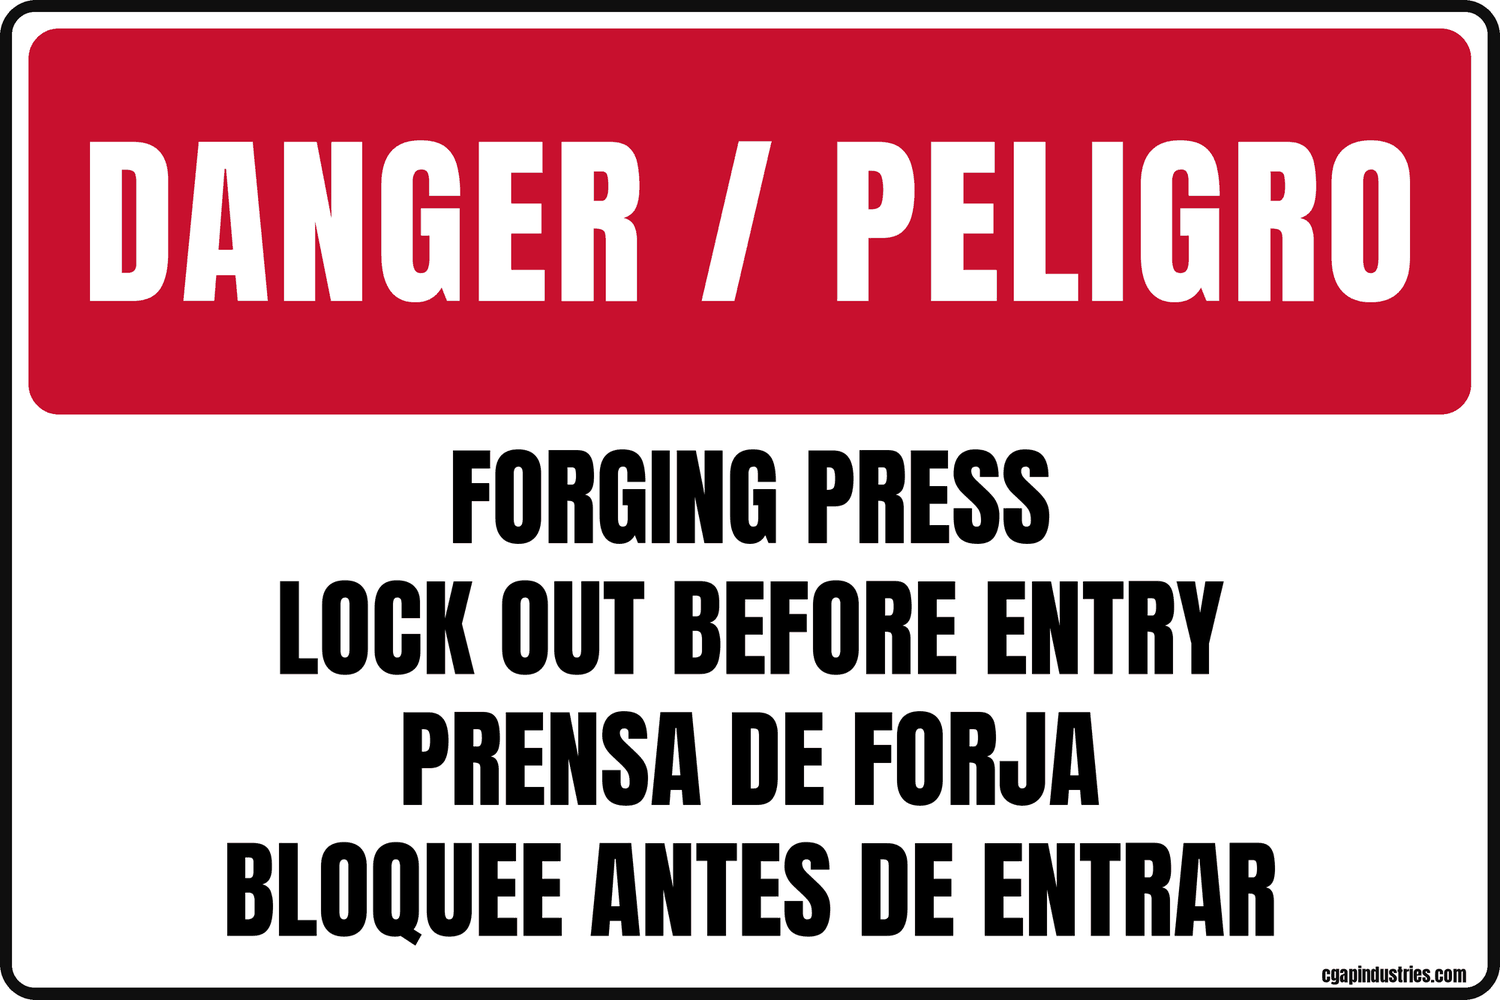 DANGER / PELIGRO
FORGING PRESS
LOCK OUT BEFORE ENTRY
PRENSA DE FORJA
BLOQUEE ANTES DE ENTRAR
cgapindustries.com